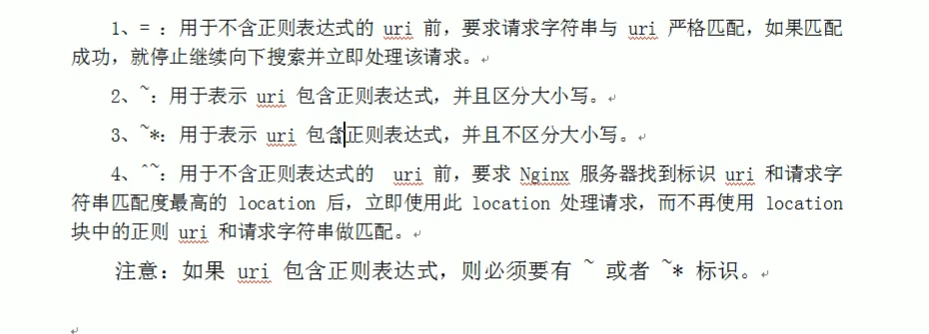 1、= ：用于不含正则表达式的 uri 前，要求请求字符串与 uri 严格匹配，如果匹配
成功，就停止继续向下搜索并立即处理该请求。
2、~：用于表示 uri 包含正则表达式，并且区分大小写。
3、~*：用于表示 uri 包含正则表达式，并且不区分大小写。
4、^~：用于不含正则表达式的 uri 前，要求 Nginx 服务器找到标识 uri 和请求字
符串匹配度最高的 location 后，立即使用此 location 处理请求，而不再使用 location
块中的正则 uri 和请求字符串做匹配。
注意：如果 uri 包含正则表达式，则必须要有 ~ 或者 ~* 标识。